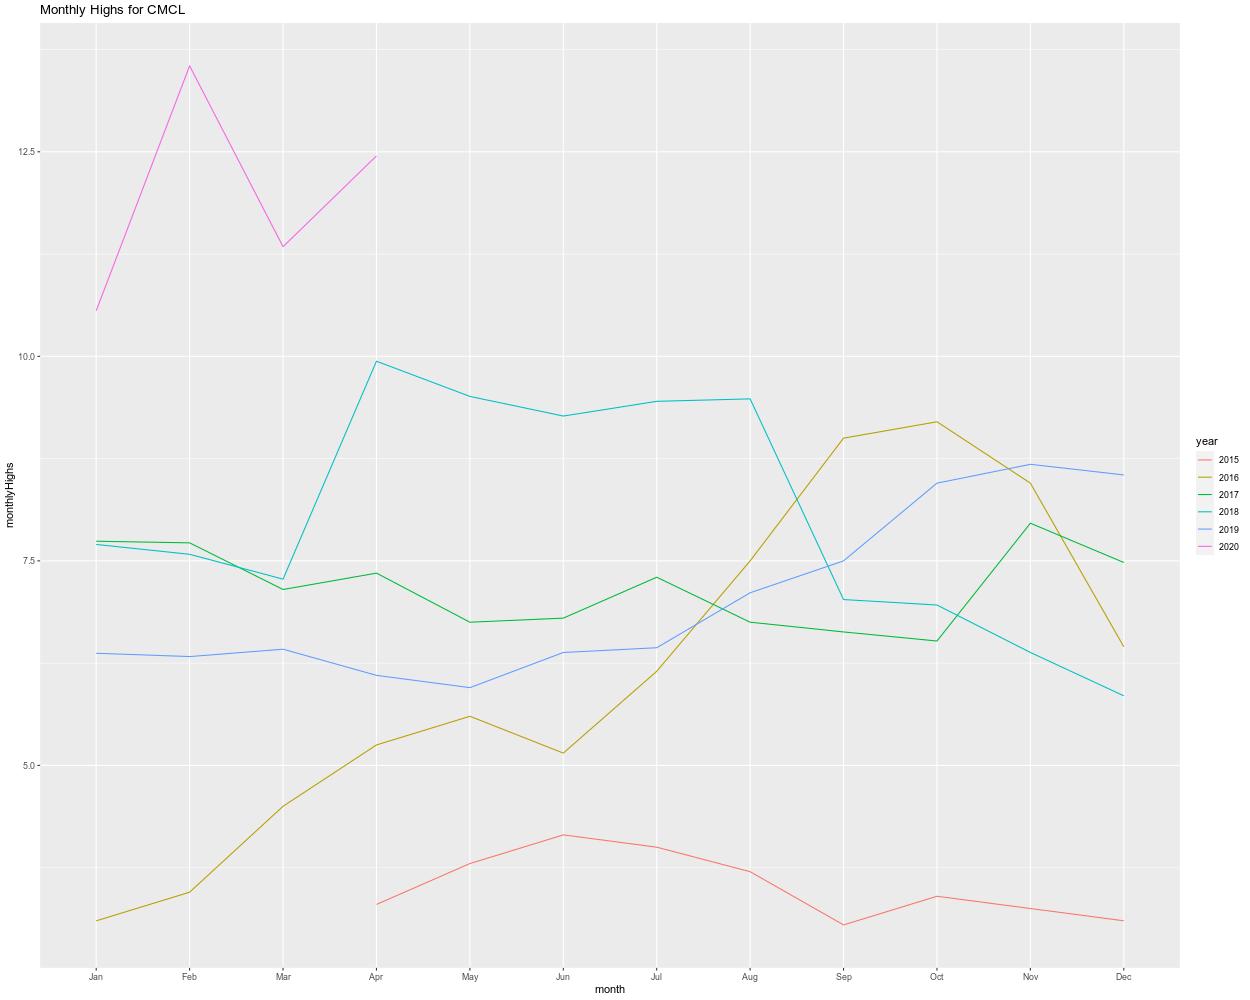 Monthly Highs for CMCL
monthlyHighs
12.5
10.0
7.5
5.0
Jan Feb Mar Apr May Jun Jul Aug Sep Oct Nov Dec
month
year
2015
2016
2017
2018
2019
2020